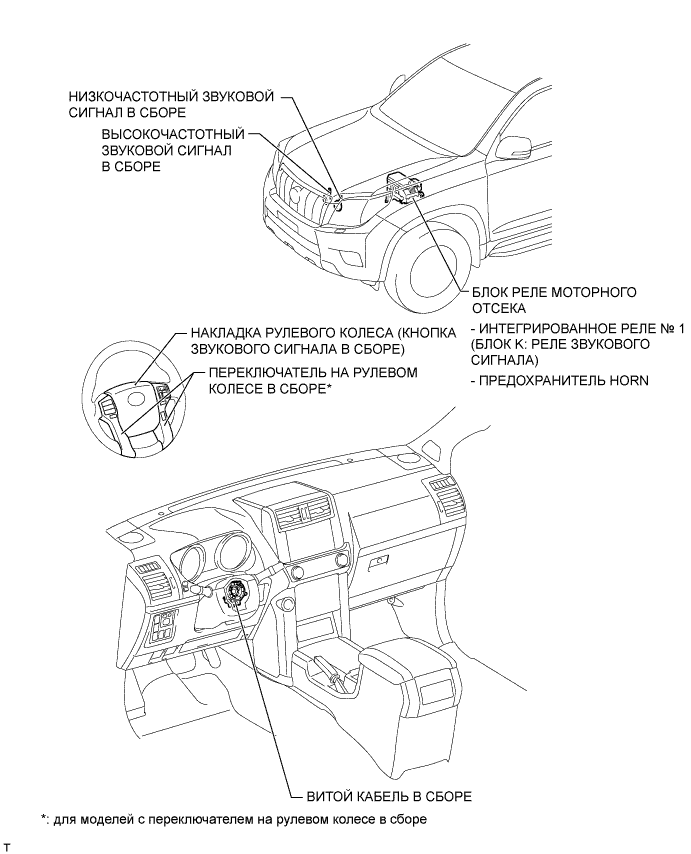 НИЗКОЧАСТОТНЫЙ ЗВУКОВОЙ
СИГНАЛ В СБОРЕ
ВЫСОКОЧАСТОТНЫЙ
ЗВУКОВОЙ СИГНАЛ
В СБОРЕ
БЛОК РЕЛЕ МОТОРНОГО
ОТСЕКА
- ИНТЕГРИРОВАННОЕ РЕЛЕ № 1
(БЛОК K: РЕЛЕ ЗВУКОВОГО
СИГНАЛА)
- ПРЕДОХРАНИТЕЛЬ HORN
НАКЛАДКА РУЛЕВОГО КОЛЕСА (КНОПКА
ЗВУКОВОГО СИГНАЛА В СБОРЕ)
ПЕРЕКЛЮЧАТЕЛЬ НА РУЛЕВОМ
КОЛЕСЕ В СБОРЕ*
ВИТОЙ КАБЕЛЬ В СБОРЕ
*: для моделей с переключателем на рулевом колесе в сборе
T